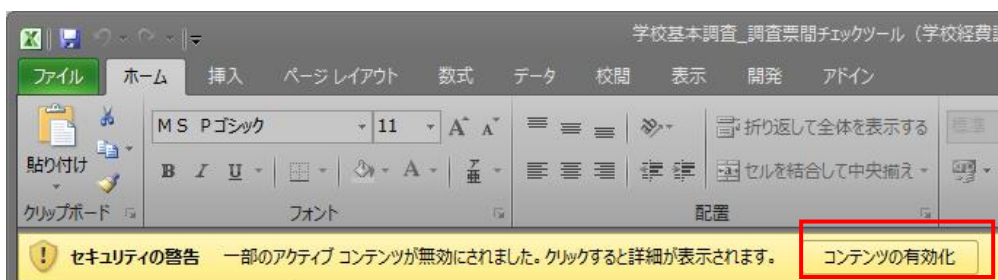 学校基本調査_調査票間チェックツール（学校経費
ファイル ホーム 挿入 ページ レイアウト 数式 データ 校閲 表示 開発 アドイン
ＭＳ Ｐゴシック 11 A A 折り返して全体を表示する 標準
貼り付け B I U A 亜 セルを結合して中央揃え
クリップボード フォント 配置
セキュリティの警告 一部のアクティブ コンテンツが無効にされました。クリックすると詳細が表示されます。 コンテンツの有効化